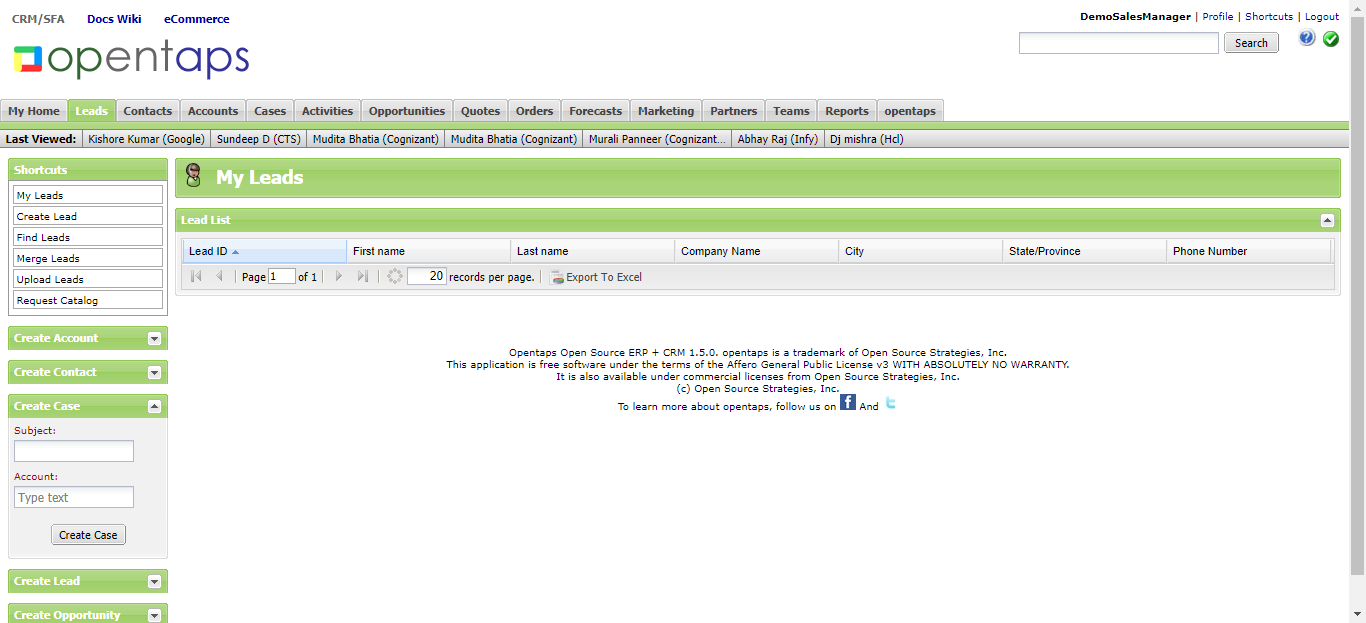 CRM/SFA Docs Wiki eCommerce
DemoSalesManager | Profile | Shortcuts | Logout
opentaps
Search
My Home Leads Contacts Accounts Cases Activities Opportunities Quotes Orders Forecasts Marketing Partners Teams Reports opentaps
Last Viewed: Kishore Kumar (Google) Sundeep D (CTS) Mudita Bhatia (Cognizant) Mudita Bhatia (Cognizant) Murali Panneer (Cognizant... Abhay Raj (Infy) Dj mishra (Hcl)
Shortcuts
My Leads
Create Lead
Find Leads
Merge Leads
Upload Leads
Request Catalog
Create Account
Create Contact
Create Case
Subject:
Account:
Type text
Create Case
Create Lead
Create Opportunity
My Leads
Lead List
Lead ID First name Last name Company Name City State/Province Phone Number
Page 1 of 1 20 records per page. Export To Excel
Opentaps Open Source ERP + CRM 1.5.0. opentaps is a trademark of Open Source Strategies, Inc.
This application is free software under the terms of the Affero General Public License v3 WITH ABSOLUTELY NO WARRANTY.
It is also available under commercial licenses from Open Source Strategies, Inc.
(c) Open Source Strategies, Inc.
To learn more about opentaps, follow us on f And t